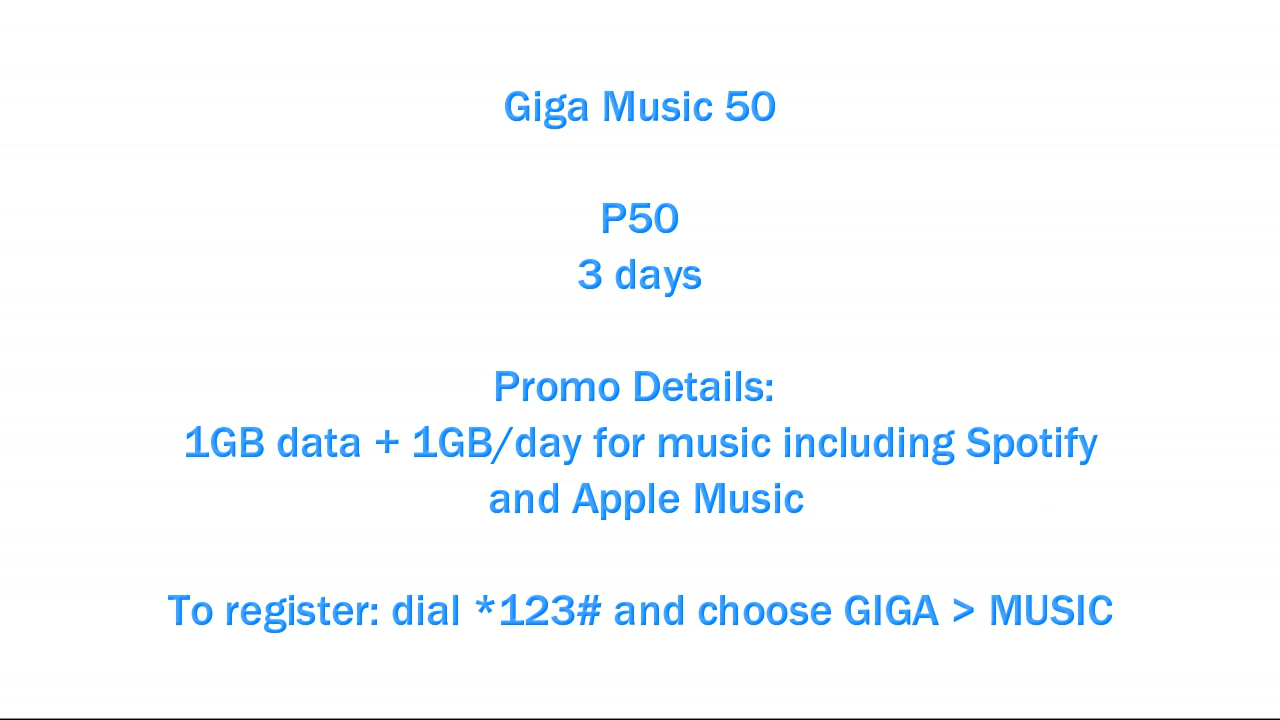 Giga Music 50
P50
3 days
Promo Details:
1GB data + 1GB/day for music including Spotify
and Apple Music
To register: dial *123# and choose GIGA > MUSIC